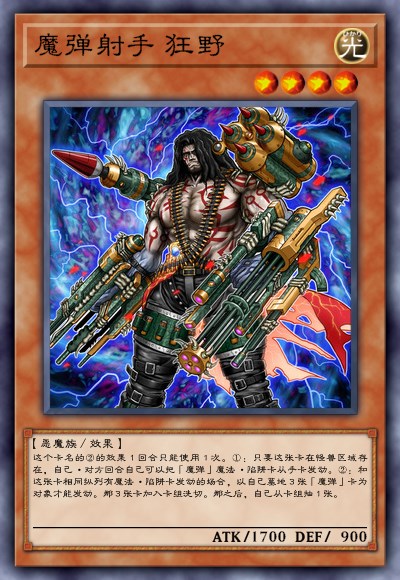 魔弹射手 狂野
ひかり
光
【恶魔族／效果】
这个卡名的②的效果1回合只能使用1次。①：只要这张卡在怪兽区域存
在，自己·对方回合自己可以把「魔弹」魔法·陷阱卡从手卡发动。②：和
这张卡相同纵列有魔法·陷阱卡发动的场合，以自己墓地3张「魔弹」卡为
对象才能发动。那3张卡加入卡组洗切。那之后，自己从卡组抽1张。
ATK/1700 DEF/ 900